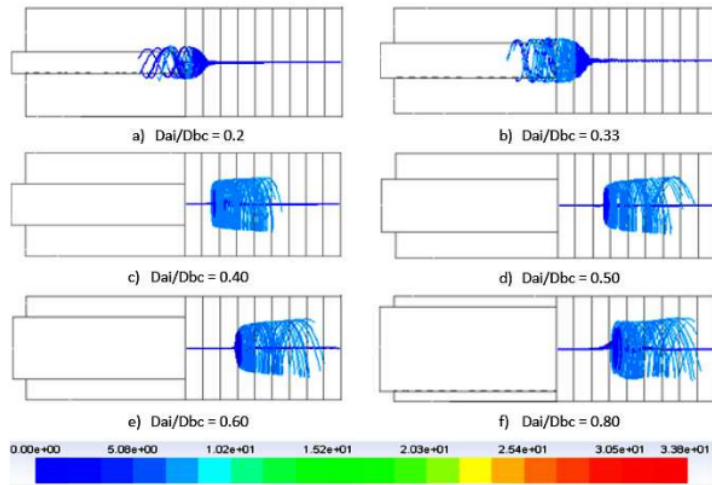 a) Dai/Dbc = 0.2
b) Dai/Dbc = 0.33
c) Dai/Dbc = 0.40
d) Dai/Dbc = 0.50
e) Dai/Dbc = 0.60
f) Dai/Dbc = 0.80
0.00e+00 5.08e+00 1.02e+01 1.52e+01 2.03e+01 2.54e+01 3.05e+01 3.38e+01